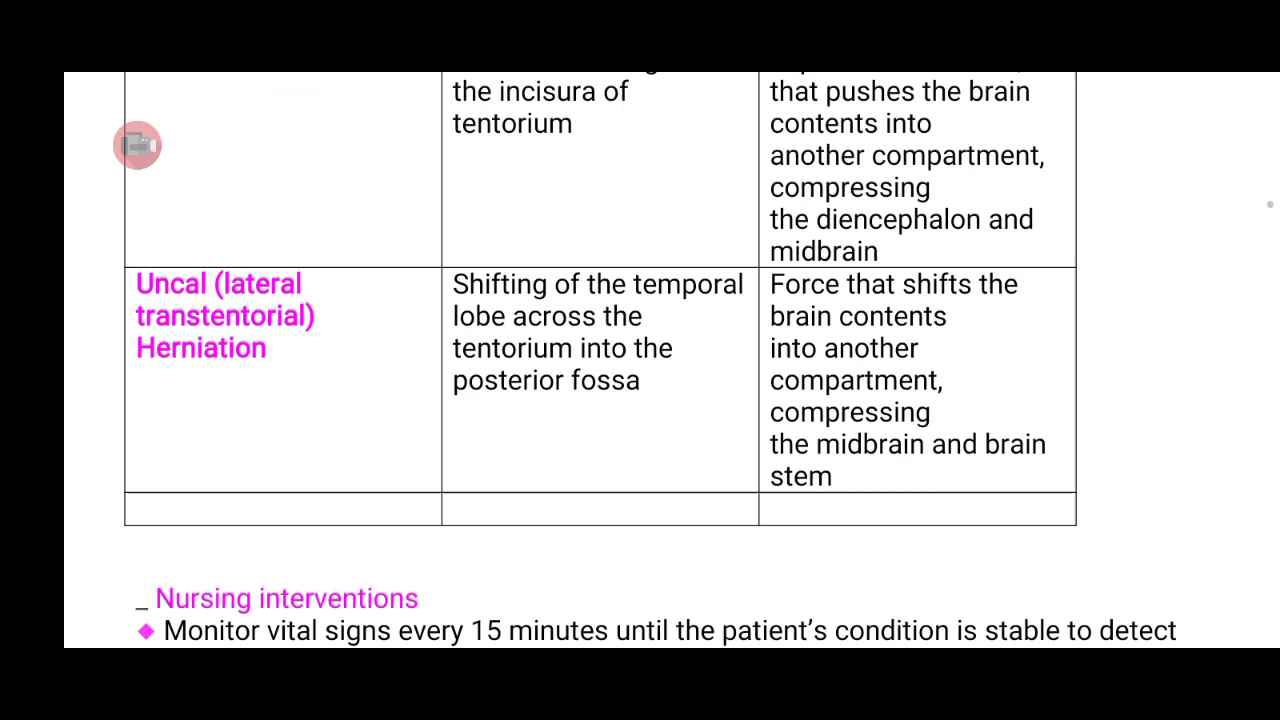 the incisura of
tentorium
that pushes the brain
contents into
another compartment,
compressing
the diencephalon and
midbrain
Uncal (lateral
transtentorial)
Herniation
Shifting of the temporal
lobe across the
tentorium into the
posterior fossa
Force that shifts the
brain contents
into another
compartment,
compressing
the midbrain and brain
stem
_ Nursing interventions
◆ Monitor vital signs every 15 minutes until the patient's condition is stable to detect